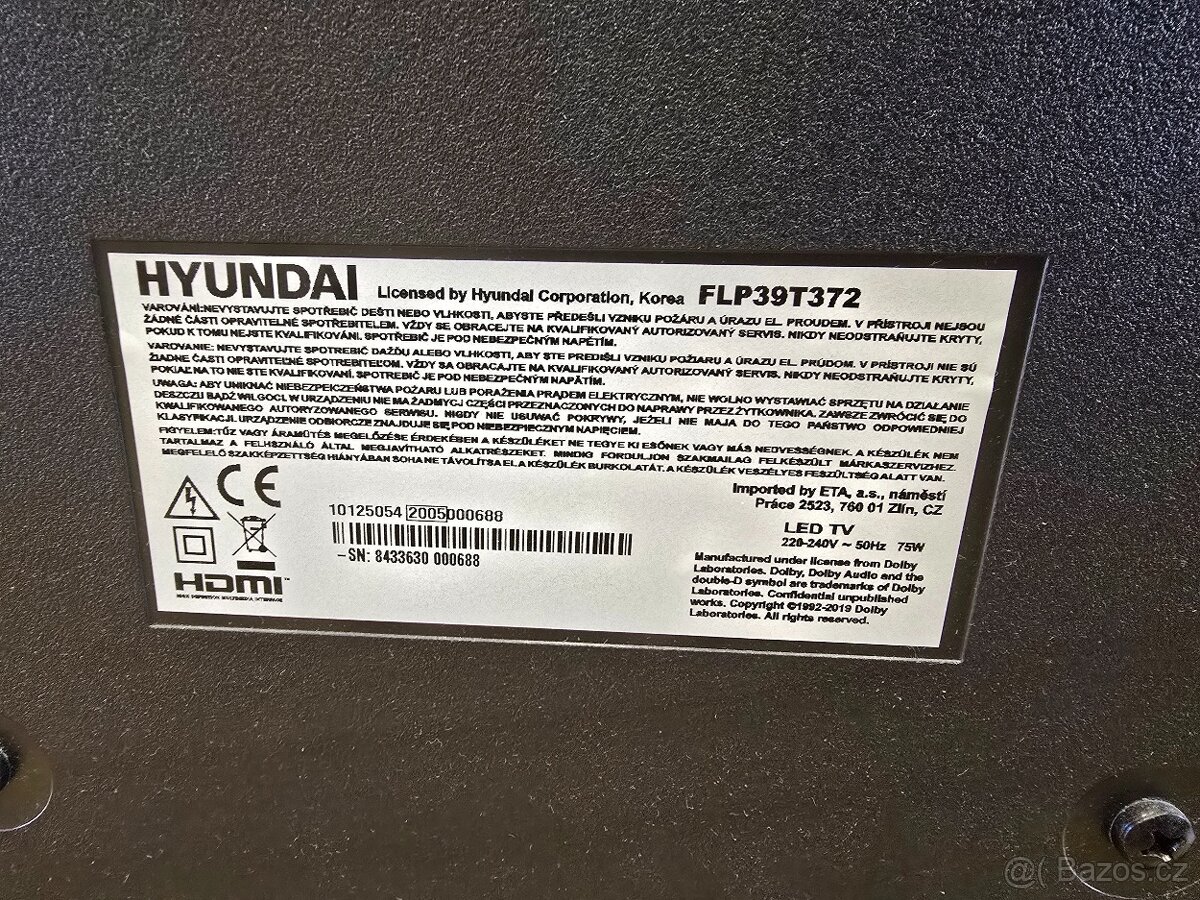 HYUNDAI Licensed by Hyundai Corporation, Korea FLP39T372
VAROVÁNI:NEVYSTAVUJTE SPOTŘEBIČ DEŠTI NEBO VLHKOSTI, ABYSTE PŘEDEŠLI VZNIKU POŽÁRU A ÚRAZU EL. PROUDEM. V PŘÍSTROJI NEJSOU
ŽÁDNÉ ČÁSTI OPRAVITELNÉ SPOTŘEBITELEM. VŽDY SE OBRACEJTE NA KVALIFIKOVANÝ AUTORIZOVANÝ SERVIS. NIKDY NEODSTRAŇUJTE KRYTY,
POKUD K TOMU NEJSTE KVALIFIKOVÁNI. SPOTŘEBIČ JE POD NEBEZPEČNÝM NAPĚTÍM.
VAROVANIE: NEVYSTAVUJTE SPOTREBIČ DAŽĎU ALEBO VLHKOSTI, ABY STE PREDIŠLI VZNIKU POŽIARU A ÚRAZU EL. PRÚDOM. V PRÍSTROJI NIE SÚ
ŽIADNE ČASTI OPRAVITEĽNÉ SPOTREBITEĽOM. VŽDY SA OBRACAJTE NA KVALIFIKOVANÝ AUTORIZOVANÝ SERVIS. NIKDY NEODSTRAŇUJTE KRYTY,
POKIAĽ NA TO NIE STE KVALIFIKOVANÍ. SPOTREBIČ JE POD NEBEZPEČNÝM NAPÄTÍM.
UWAGA: ABY UNIKNĄĆ NIEBEZPIECZEŃSTWA POŻARU LUB PORAŻENIA PRĄDEM ELEKTRYCZNYM, NIE WOLNO WYSTAWIAĆ SPRZĘTU NA DZIAŁANIE
DESZCZU BĄDŹ WILGOCI. W URZĄDZENIU NIE MA ŻADNYCJ CZĘŚCI PRZEZNACZONYCH DO NAPRAWY PRZEZ UŻYTKOWNIKA. ZAWSZE ZWRÓCIĆ SIĘ DO
KWALIFIKOWANEGO AUTORYZOWANEGO SERWISU. NIGDY NIE USUWAĆ POKRYWY, JEŻELI NIE MAJA DO TEGO PAŃSTWO ODPOWIEDNIEJ
KLASYFIKACJI. URZĄDZENIE ODBIORCZE ZNAJDUJE SIĘ POD NIEBEZPIECZNYM NAPIĘCIEM.
FIGYELEM:TŰZ VAGY ÁRAMÜTÉS MEGELŐZÉSE ÉRDEKÉBEN A KÉSZÜLÉKET NE TEGYE KI ESŐNEK VAGY MÁS NEDVESSÉGNEK. A KÉSZÜLÉK NEM
TARTALMAZ A FELHSZNÁLÓ ÁLTAL MEGJAVÍTHATÓ ALKATRÉSZEKET. MINDIG FORDULJON SZAKMAILAG FELKÉSZÜLT MÁRKASZERVIZHEZ.
MEGFELELŐ SZAKKÉPZETTSÉG HIÁNYÁBAN SOHA NE TÁVOLÍTSA EL A KÉSZÜLÉK BURKOLATÁT. A KÉSZÜLÉK VESZÉLYES FESZÜLTSÉG ALATT VAN.
CE
HDMI™
HIGH DEFINITION MULTIMEDIA INTERFACE
10125054 2005000688
-SN: 8433630 000688
Imported by ETA, a.s., náměstí
Práce 2523, 760 01 Zlín, CZ
LED TV
220-240V ~ 50Hz 75W
Manufactured under license from Dolby
Laboratories. Dolby, Dolby Audio and the
double-D symbol are trademarks of Dolby
Laboratories. Confidential unpublished
works. Copyright ©1992-2019 Dolby
Laboratories. All rights reserved.
@( Bazos.cz